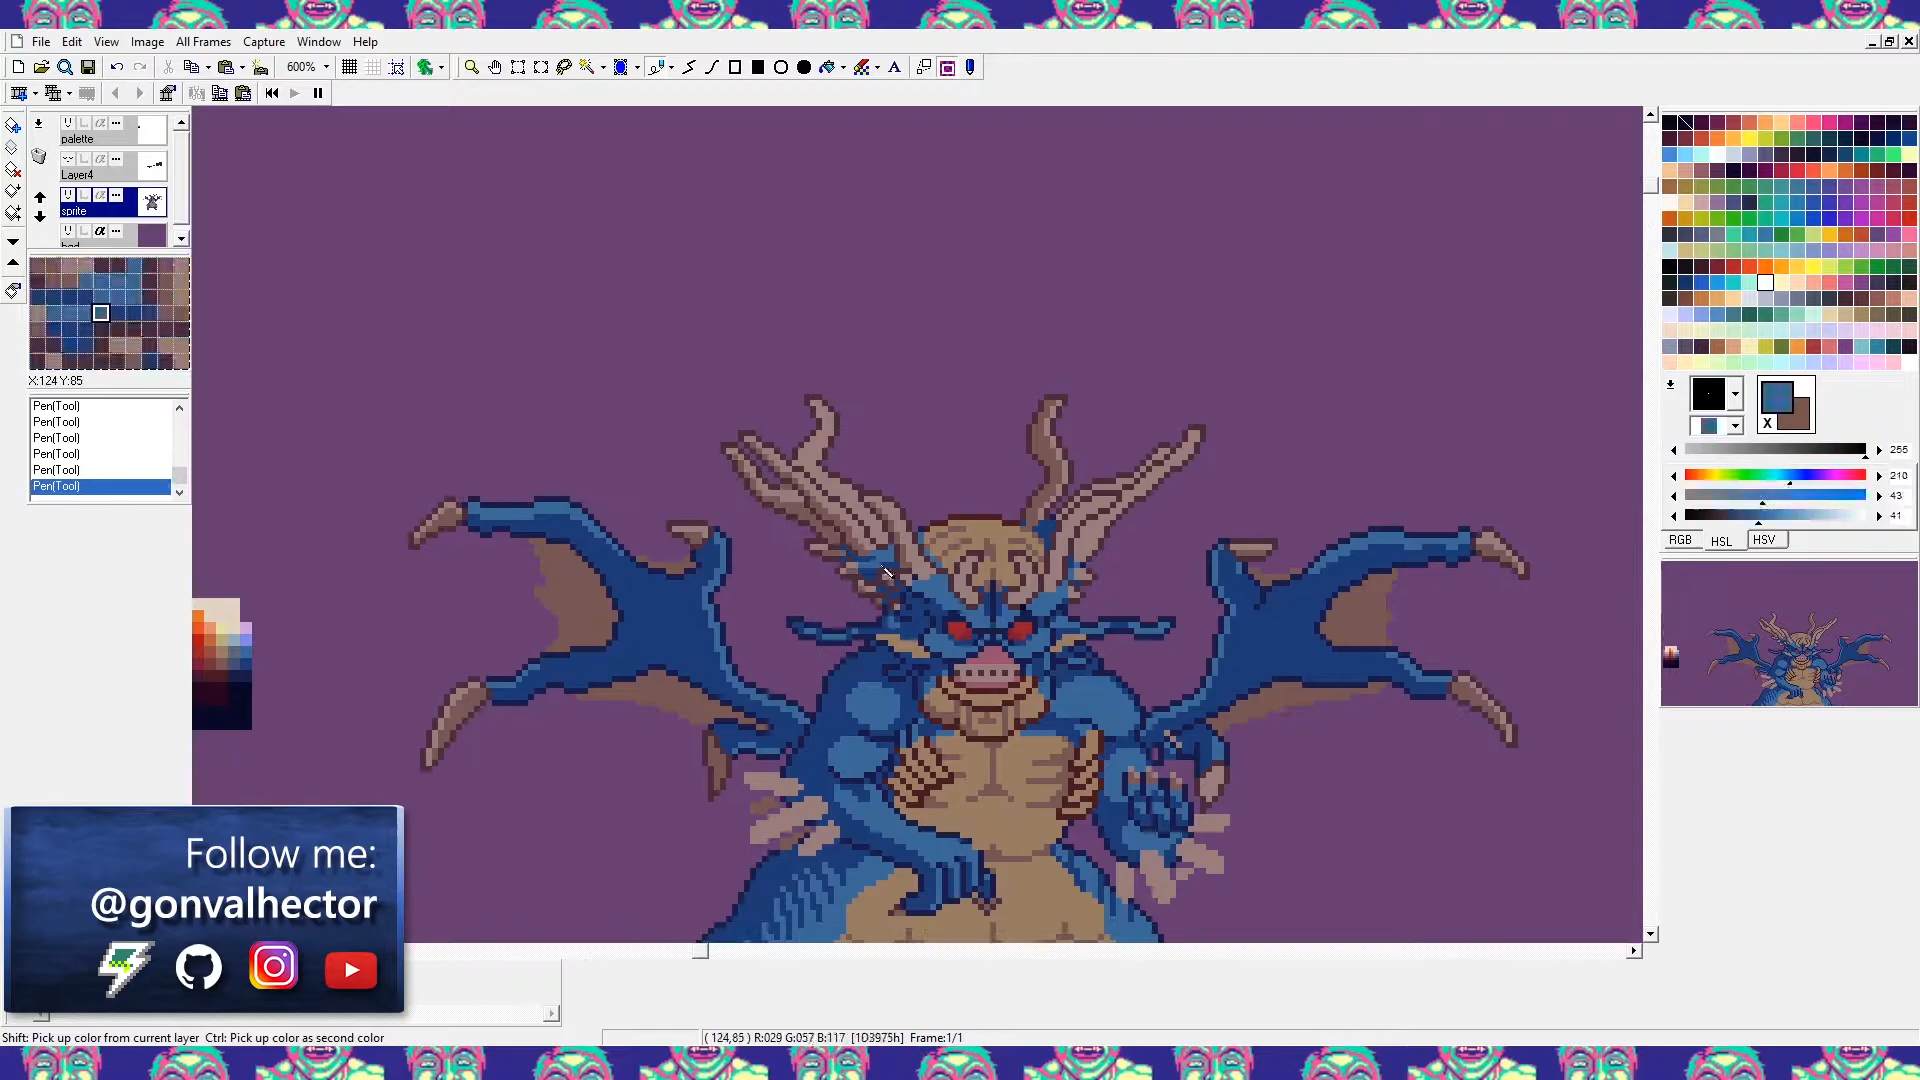 File Edit View Image All Frames Canvas Window Help
600%
A
palette
Layer4
sprite
X:124 Y:85
Pen(Tool)
Pen(Tool)
Pen(Tool)
Pen(Tool)
Pen(Tool)
Pen(Tool)
X
255
210
43
41
RGB HSL HSV
Follow me:
@gonvalhector
Shift: Pick up color from current layer Ctrl: Pick up color as second color
( 124,85 ) R:029 G:057 B:117 [1D3975h] Frame:1/1